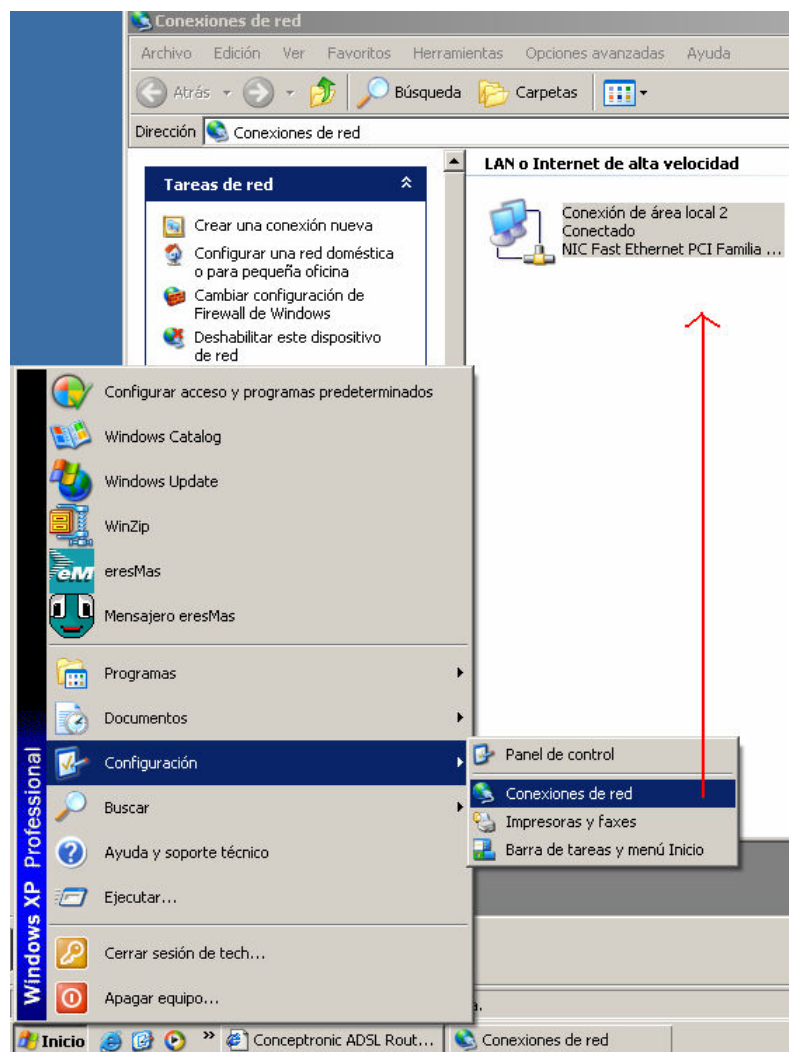 Conexiones de red
Archivo Edición Ver Favoritos Herramientas Opciones avanzadas Ayuda
Atrás Búsqueda Carpetas
Dirección Conexiones de red
Tareas de red
Crear una conexión nueva
Configurar una red doméstica
o para pequeña oficina
Cambiar configuración de
Firewall de Windows
Deshabilitar este dispositivo
de red
LAN o Internet de alta velocidad
Conexión de área local 2
Conectado
NIC Fast Ethernet PCI Familia ...
Configurar acceso y programas predeterminados
Windows Catalog
Windows Update
WinZip
eM eresMas
Mensajero eresMas
Programas
Documentos
Configuración
Buscar
Ayuda y soporte técnico
Ejecutar...
Cerrar sesión de tech...
Apagar equipo...
Windows XP Professional
Panel de control
Conexiones de red
Impresoras y faxes
Barra de tareas y menú Inicio
Inicio » Conceptronic ADSL Rout... Conexiones de red